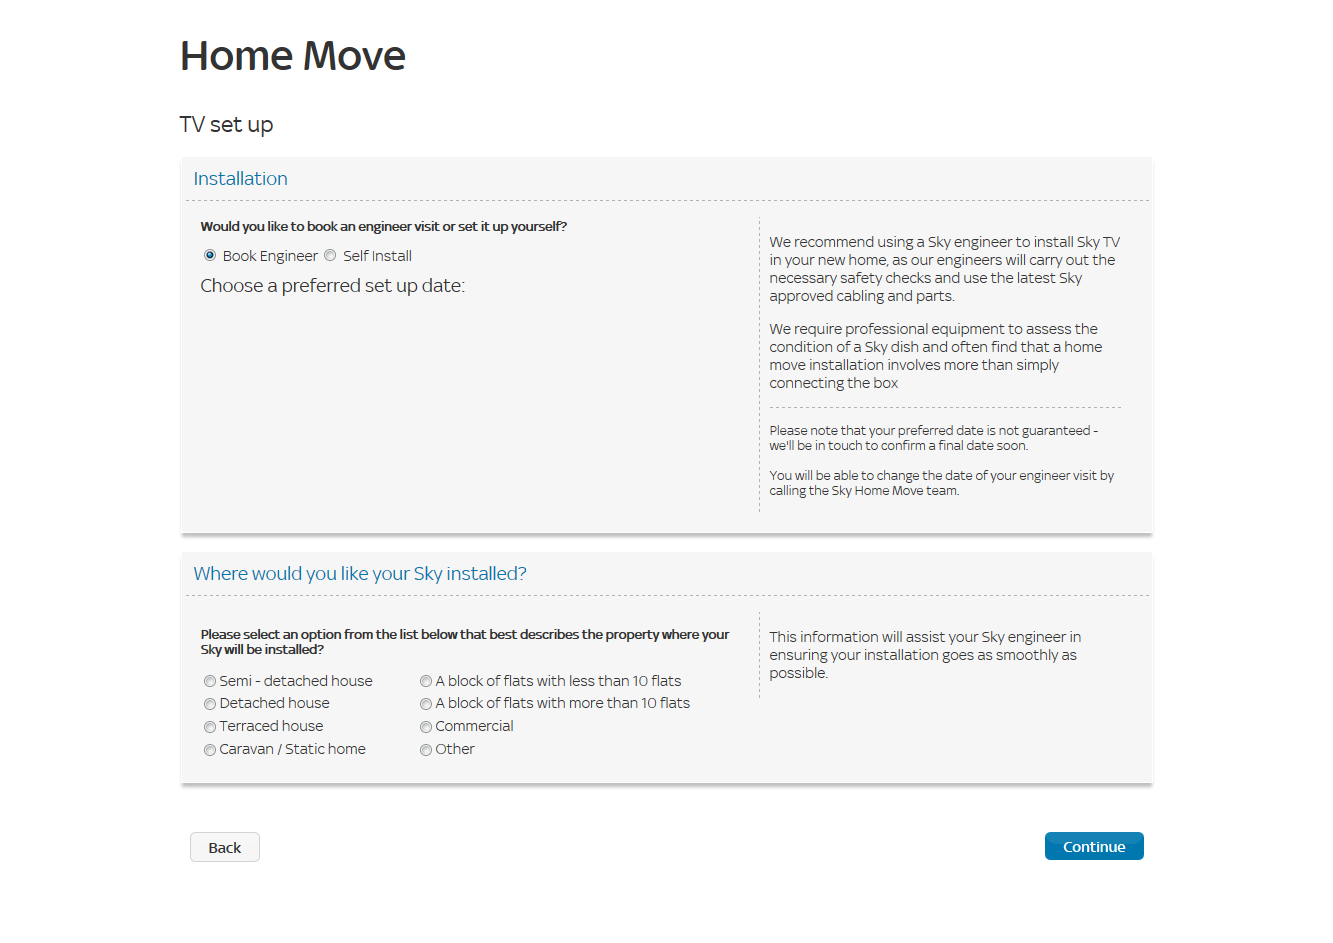 Home Move
TV set up
Installation
Would you like to book an engineer visit or set it up yourself?
Book Engineer Self Install
Choose a preferred set up date:
We recommend using a Sky engineer to install Sky TV
in your new home, as our engineers will carry out the
necessary safety checks and use the latest Sky
approved cabling and parts.
We require professional equipment to assess the
condition of a Sky dish and often find that a home
move installation involves more than simply
connecting the box
Please note that your preferred date is not guaranteed -
we'll be in touch to confirm a final date soon.
You will be able to change the date of your engineer visit by
calling the Sky Home Move team.
Where would you like your Sky installed?
Please select an option from the list below that best describes the property where your
Sky will be installed?
Semi - detached house
Detached house
Terraced house
Caravan / Static home
A block of flats with less than 10 flats
A block of flats with more than 10 flats
Commercial
Other
This information will assist your Sky engineer in
ensuring your installation goes as smoothly as
possible.
Back
Continue